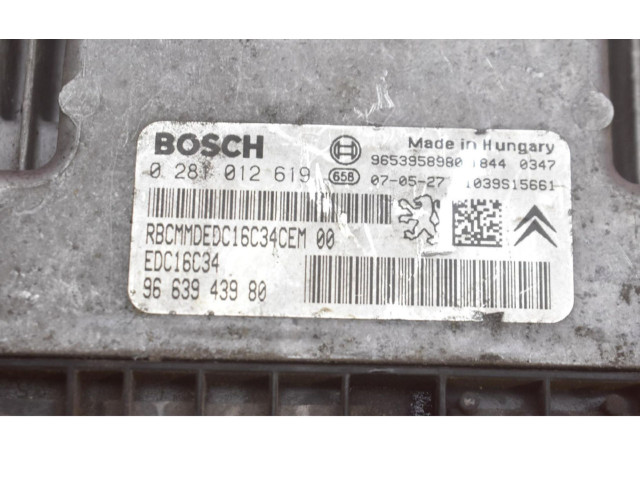 BOSCH
Made in Hungary
0 281 012 619
658
9653958980 1844 0347
07-05-27 1039S15661
RBCMMDEDC16C34CEM 00
EDC16C34
96 639 439 80